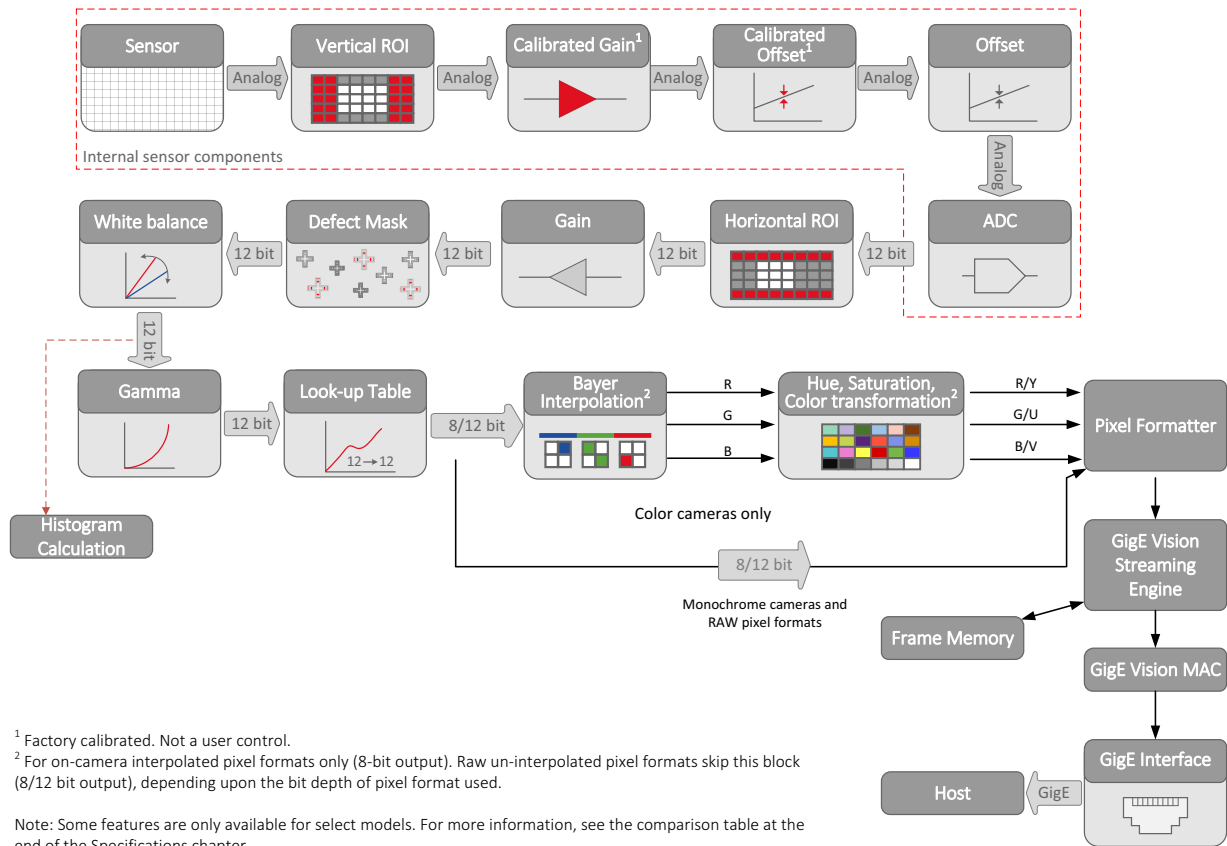 Sensor
Vertical ROI
Calibrated Gain¹
Calibrated
Offset¹
Offset
Analog
Analog
Analog
Analog
Internal sensor components
Analog
White balance
Defect Mask
Gain
Horizontal ROI
ADC
12 bit
12 bit
12 bit
12 bit
12 bit
Gamma
Look-up Table
Bayer
Interpolation²
Hue, Saturation,
Color transformation²
Pixel Formatter
12 bit
12→12
8/12 bit
R
G
B
R/Y
G/U
B/V
Histogram
Calculation
Color cameras only
8/12 bit
Monochrome cameras and
RAW pixel formats
GigE Vision
Streaming
Engine
Frame Memory
GigE Vision MAC
GigE Interface
GigE
Host
¹ Factory calibrated. Not a user control.
² For on-camera interpolated pixel formats only (8-bit output). Raw un-interpolated pixel formats skip this block
(8/12 bit output), depending upon the bit depth of pixel format used.
Note: Some features are only available for select models. For more information, see the comparison table at the
end of the Specifications chapter